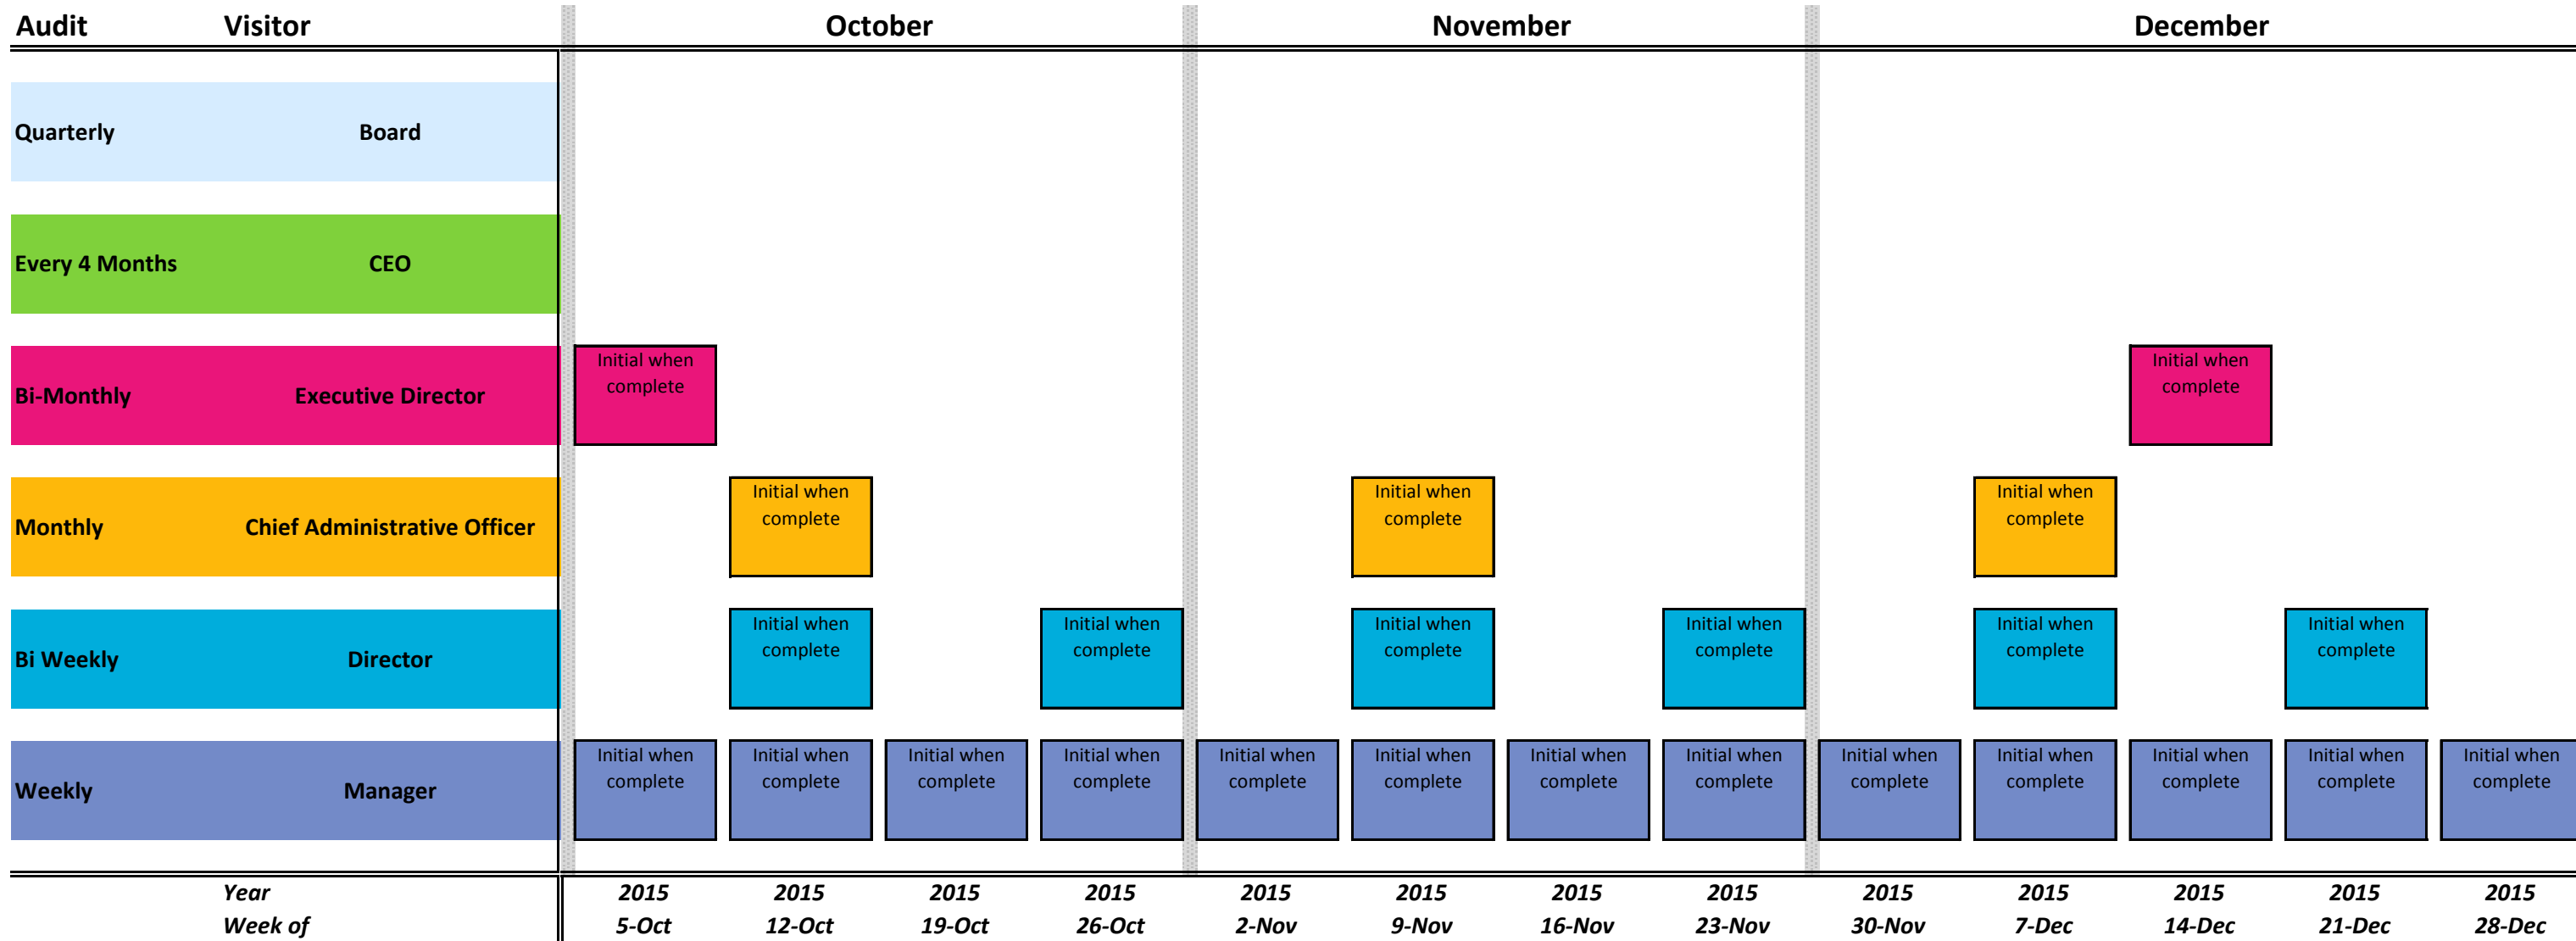 Audit Visitor October November December
Quarterly Board
Every 4 Months CEO
Initial when Initial when
complete complete
Bi-Monthly Executive Director
Initial when Initial when Initial when
complete complete complete
Monthly Chief Administrative Officer
Initial when Initial when Initial when Initial when Initial when Initial when
complete complete complete complete complete complete
Bi Weekly Director
Initial when Initial when Initial when Initial when Initial when Initial when Initial when Initial when Initial when Initial when Initial when Initial when Initial when
complete complete complete complete complete complete complete complete complete complete complete complete complete
Weekly Manager
Year 2015 2015 2015 2015 2015 2015 2015 2015 2015 2015 2015 2015 2015
Week of 5-Oct 12-Oct 19-Oct 26-Oct 2-Nov 9-Nov 16-Nov 23-Nov 30-Nov 7-Dec 14-Dec 21-Dec 28-Dec